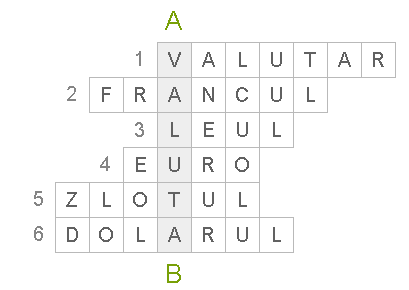 A
1 VALUTAR
2 FRANCUL
3 LEUL
4 EURO
5 ZLOTUL
6 DOLARUL
B